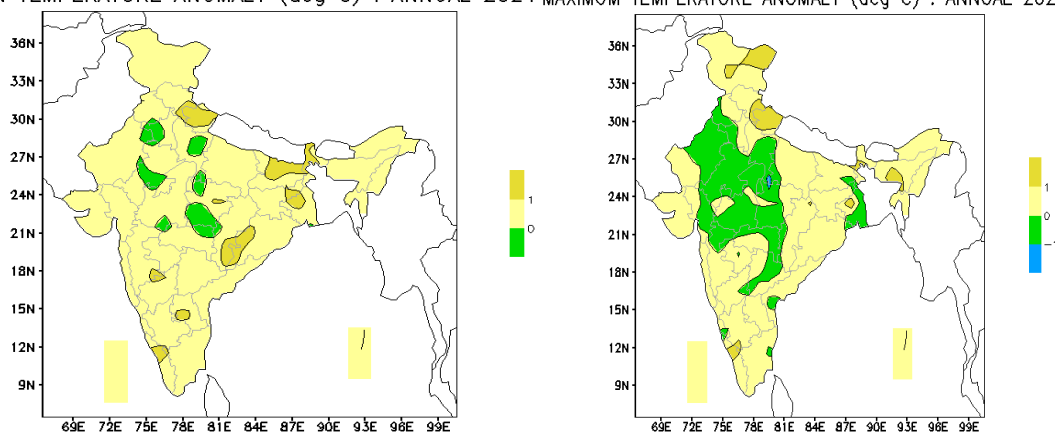 TEMPERATURE ANOMALY (deg C) : ANNUAL 2021 MAXIMUM TEMPERATURE ANOMALY (deg C) : ANNUAL
36N
33N
30N
27N
24N
21N
18N
15N
12N
9N
69E 72E 75E 78E 81E 84E 87E 90E 93E 96E 99E
1
0
36N
33N
30N
27N
24N
21N
18N
15N
12N
9N
69E 72E 75E 78E 81E 84E 87E 90E 93E 96E 99E
1
0